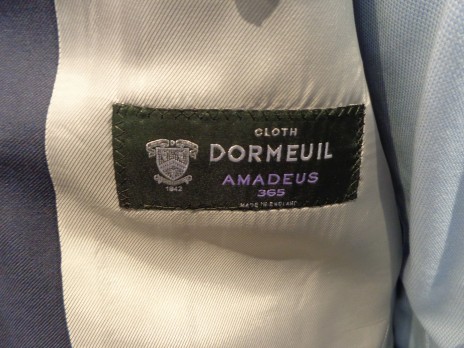 CLOTH
DORMEUIL
AMADEUS
365
MADE IN ENGLAND
1842